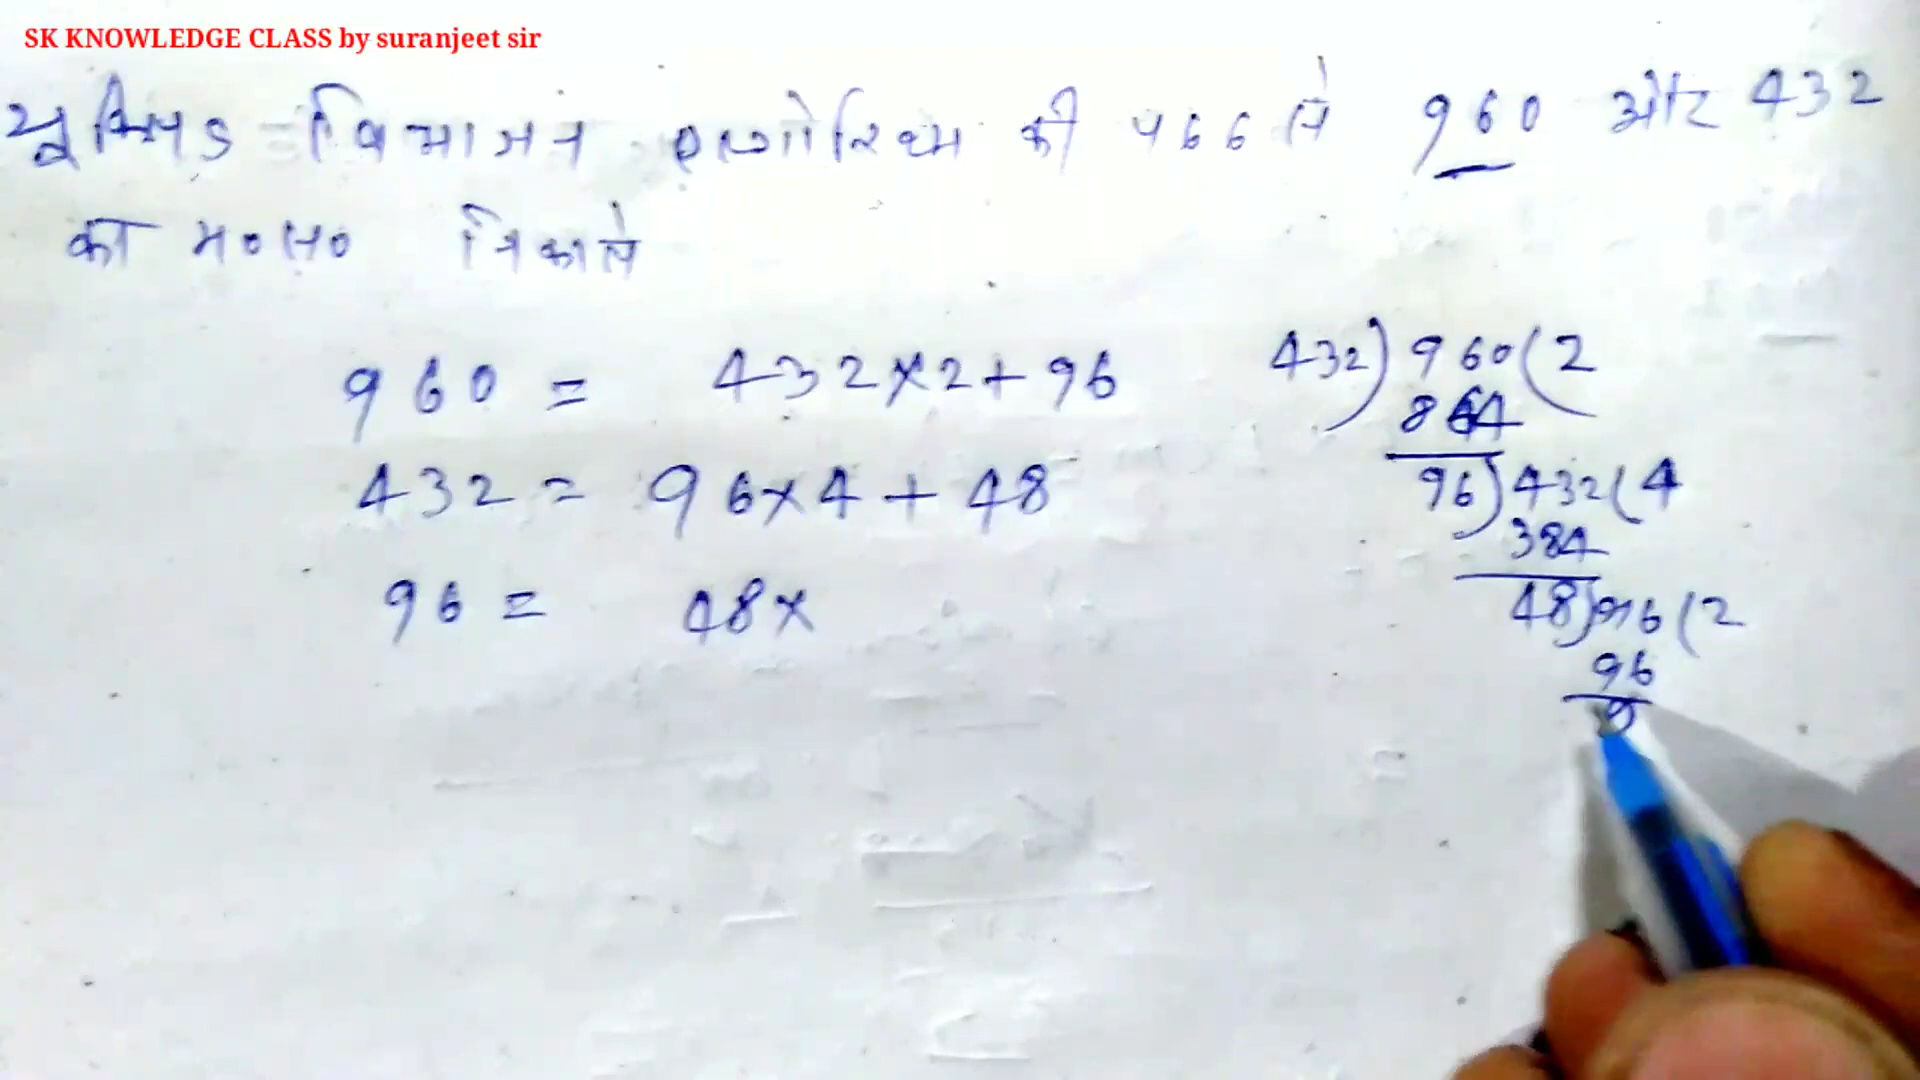 SK KNOWLEDGE CLASS by suranjeet sir
यूक्लिड विभाजन एल्गोरिथ्म की मदद से 960 और 432
का म०स० निकाले
960 = 432×2+96
432 = 96×4+48
96 = 48×
432)960(2
864
96)432(4
384
48)96(2
96
0